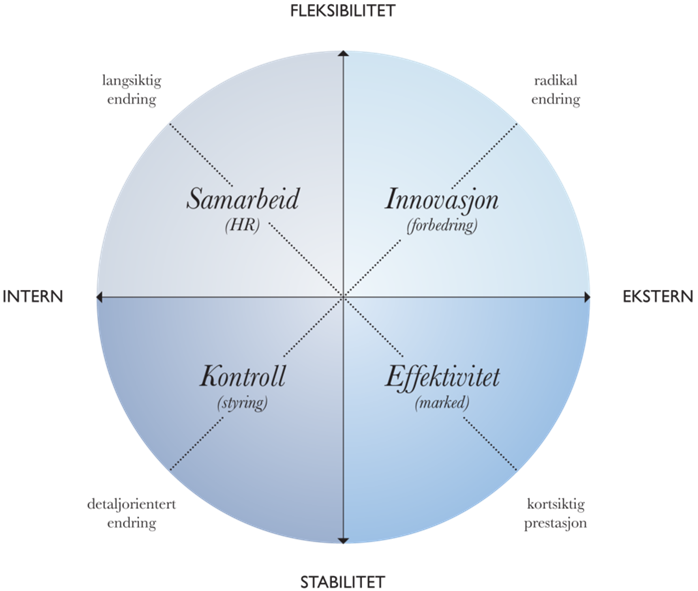 FLEKSIBILITET
langsiktig
endring
radikal
endring
Samarbeid
(HR)
Innovasjon
(forbedring)
INTERN
EKSTERN
Kontroll
(styring)
Effektivitet
(marked)
detaljorientert
endring
kortsiktig
prestasjon
STABILITET